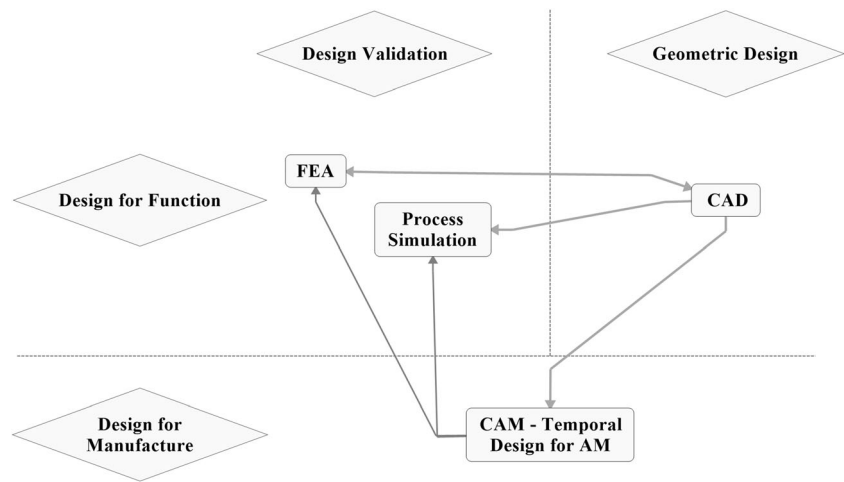 Design Validation
Geometric Design
FEA
Design for Function
CAD
Process
Simulation
Design for
Manufacture
CAM - Temporal
Design for AM